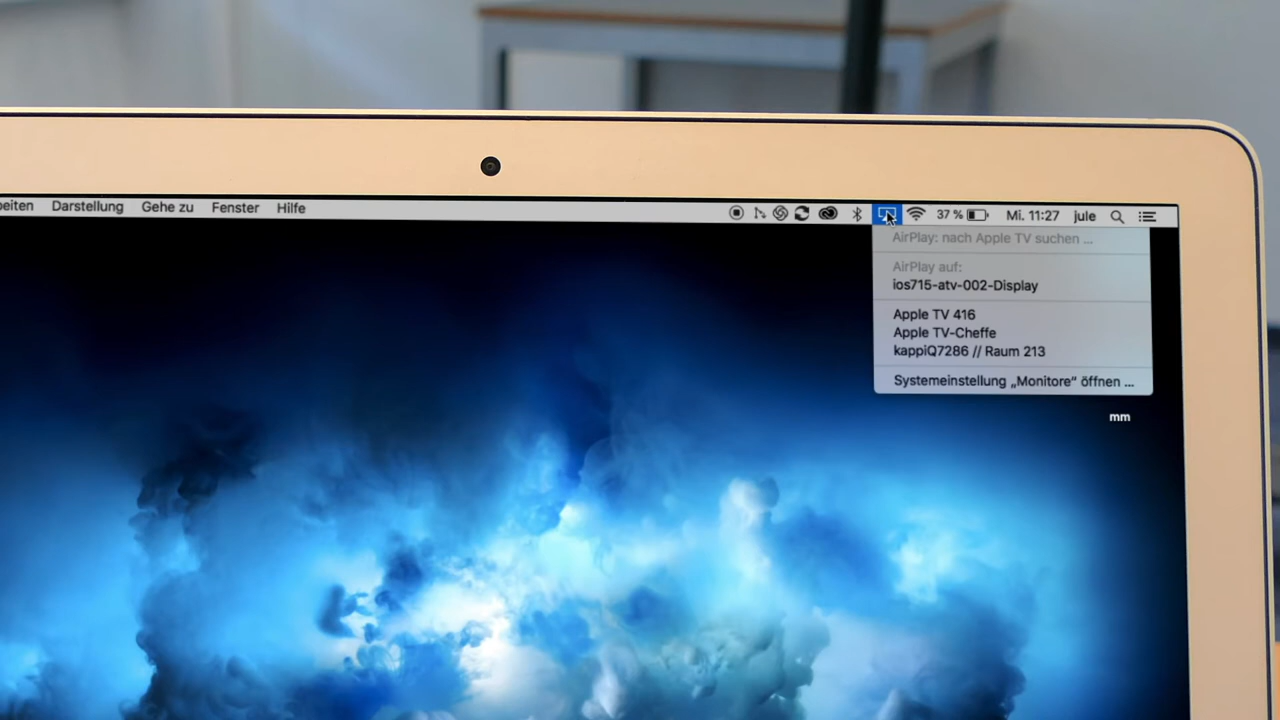 beiten Darstellung Gehe zu Fenster Hilfe 37 % Mi. 11:27 jule
AirPlay: nach Apple TV suchen ...
AirPlay auf:
ios715-atv-002-Display
Apple TV 416
Apple TV-Cheffe
kappiQ7286 // Raum 213
Systemeinstellung „Monitore“ öffnen ...
mm